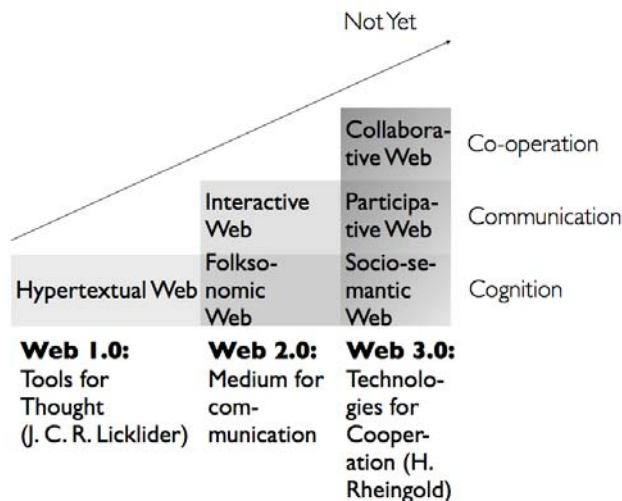 Not Yet
Collabora-
tive Web
Co-operation
Interactive
Web
Participa-
tive Web
Communication
Hypertextual Web
Folkso-
nomic
Web
Socio-se-
mantic
Web
Cognition
Web 1.0:
Tools for
Thought
(J. C. R. Licklider)
Web 2.0:
Medium for
com-
munication
Web 3.0:
Technolo-
gies for
Cooper-
ation (H.
Rheingold)